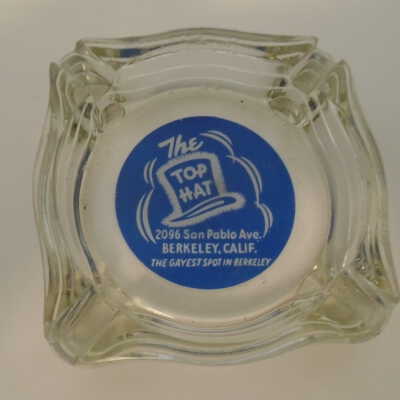 The
TOP
HAT
2096 San Pablo Ave.
BERKELEY, CALIF.
THE GAYEST SPOT IN BERKELEY